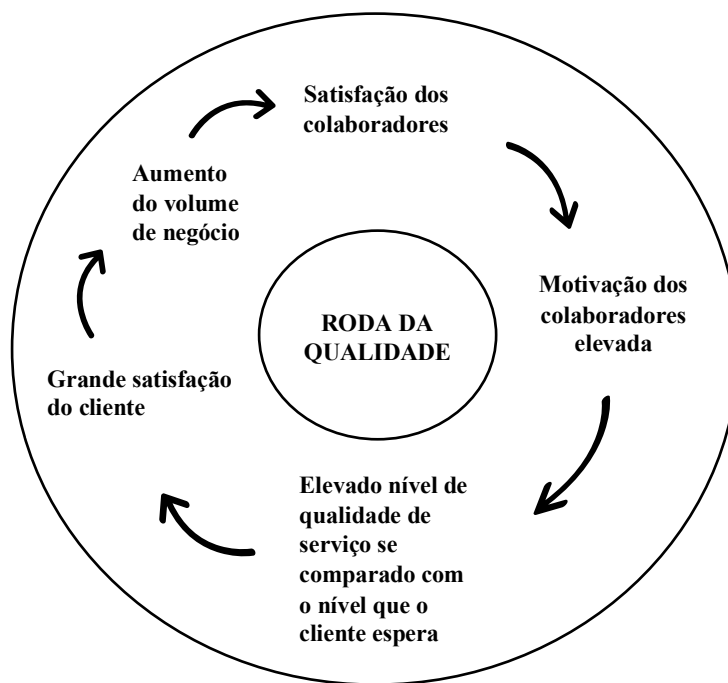 Satisfação dos
colaboradores
Motivação dos
colaboradores
elevada
Elevado nível de
qualidade de
serviço se
comparado com
o nível que o
cliente espera
Grande satisfação
do cliente
Aumento
do volume
de negócio
RODA DA
QUALIDADE